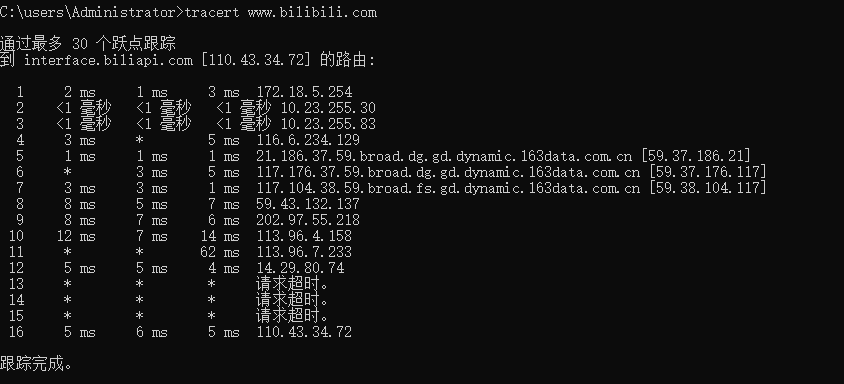 C:\users\Administrator>tracert www.bilibili.com
通过最多 30 个跃点跟踪
到 interface.biliapi.com [110.43.34.72] 的路由:
1 2 ms 1 ms 3 ms 172.18.5.254
2 <1 毫秒 <1 毫秒 <1 毫秒 10.23.255.30
3 <1 毫秒 <1 毫秒 <1 毫秒 10.23.255.83
4 3 ms * 5 ms 116.6.234.129
5 1 ms 1 ms 1 ms 21.186.37.59.broad.dg.gd.dynamic.163data.com.cn [59.37.186.21]
6 * 3 ms 5 ms 117.176.37.59.broad.dg.gd.dynamic.163data.com.cn [59.37.176.117]
7 3 ms 3 ms 1 ms 117.104.38.59.broad.fs.gd.dynamic.163data.com.cn [59.38.104.117]
8 8 ms 5 ms 7 ms 59.43.132.137
9 8 ms 7 ms 6 ms 202.97.55.218
10 12 ms 7 ms 14 ms 113.96.4.158
11 * * 62 ms 113.96.7.233
12 5 ms 5 ms 4 ms 14.29.80.74
13 * * * 请求超时。
14 * * * 请求超时。
15 * * * 请求超时。
16 5 ms 6 ms 5 ms 110.43.34.72
跟踪完成。